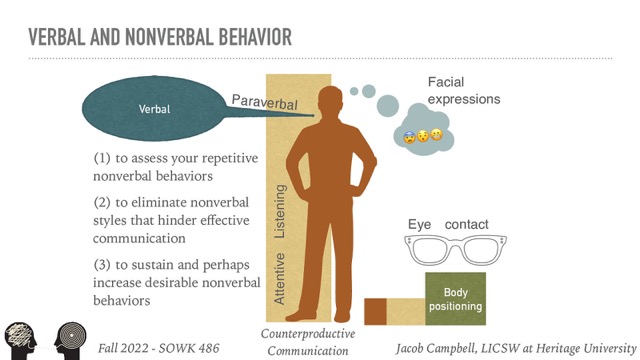 VERBAL AND NONVERBAL BEHAVIOR
Verbal
Paraverbal
Facial
expressions
(1) to assess your repetitive
nonverbal behaviors
(2) to eliminate nonverbal
styles that hinder effective
communication
(3) to sustain and perhaps
increase desirable nonverbal
behaviors
Attentive Listening
Eye contact
Body
positioning
Counterproductive
Communication
Fall 2022 - SOWK 486
Jacob Campbell, LICSW at Heritage University